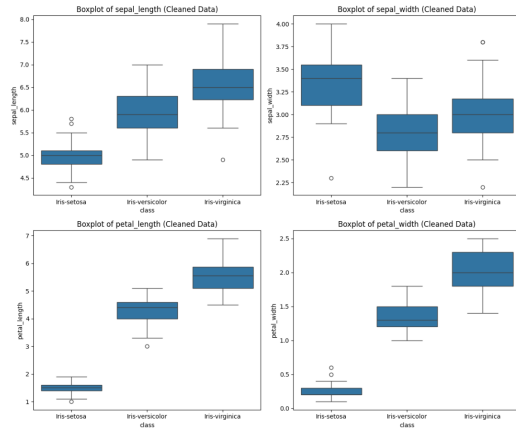 Boxplot of sepal_length (Cleaned Data)
8.0
7.5
7.0
6.5
6.0
5.5
5.0
4.5
sepal_length
Iris-setosa Iris-versicolor Iris-virginica
class
Boxplot of sepal_width (Cleaned Data)
4.00
3.75
3.50
3.25
3.00
2.75
2.50
2.25
sepal_width
Iris-setosa Iris-versicolor Iris-virginica
class
Boxplot of petal_length (Cleaned Data)
7
6
5
4
3
2
1
petal_length
Iris-setosa Iris-versicolor Iris-virginica
class
Boxplot of petal_width (Cleaned Data)
2.5
2.0
1.5
1.0
0.5
0.0
petal_width
Iris-setosa Iris-versicolor Iris-virginica
class